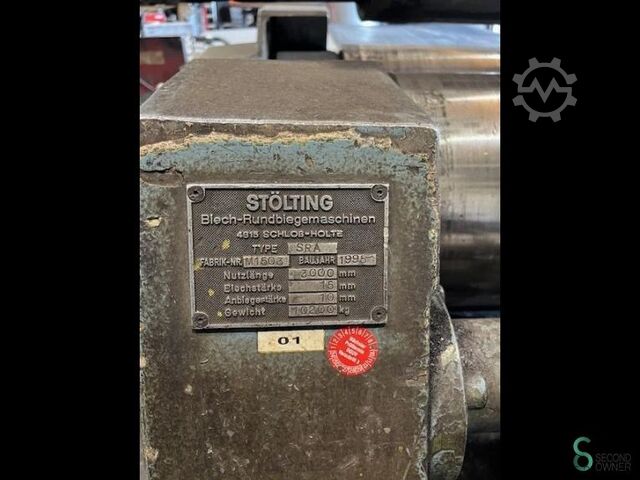 STÖLTING
Blech-Rundbiegemaschinen
4815 SCHLOß-HOLTE
TYPE SRA
FABRIK-NR. M1503 BAUJAHR 1995
Nutzlänge 3000 mm
Blechstärke 15 mm
Anbiegestärke 10 mm
Gewicht 10200 kg
01
SECOND
OWNER